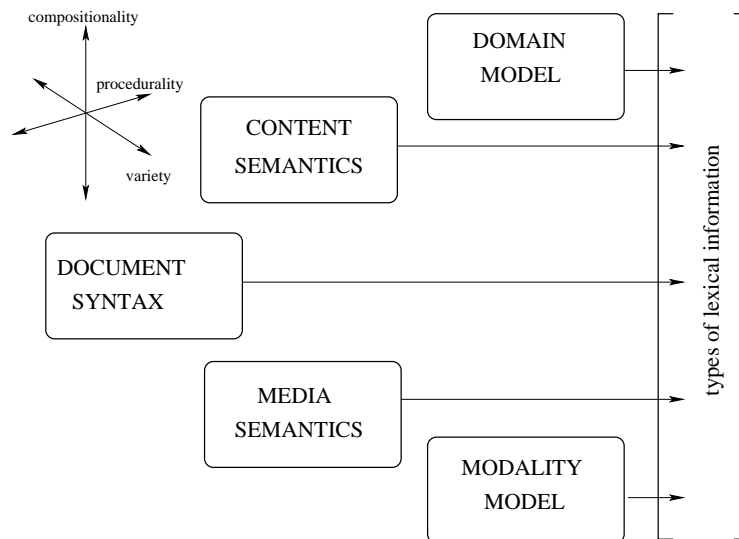 compositionality
procedurality
variety
DOMAIN
MODEL
CONTENT
SEMANTICS
DOCUMENT
SYNTAX
MEDIA
SEMANTICS
MODALITY
MODEL
types of lexical information